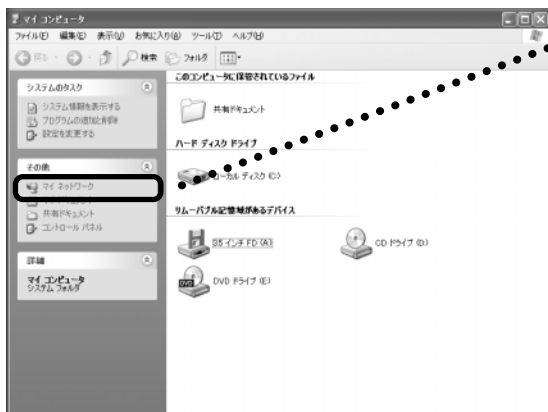 マイ コンピュータ
ファイル(F) 編集(E) 表示(V) お気に入り(A) ツール(T) ヘルプ(H)
戻る 検索 フォルダ
システムのタスク
システム情報を表示する
プログラムの追加と削除
設定を変更する
その他
マイ ネットワーク
共有ドキュメント
コントロール パネル
詳細
マイ コンピュータ
システム フォルダ
このコンピュータに保管されているファイル
共有ドキュメント
ハード ディスク ドライブ
ローカル ディスク (C)
リムーバブル記憶域があるデバイス
3.5 インチ FD (A)
CD ドライブ (D)
DVD ドライブ (E)